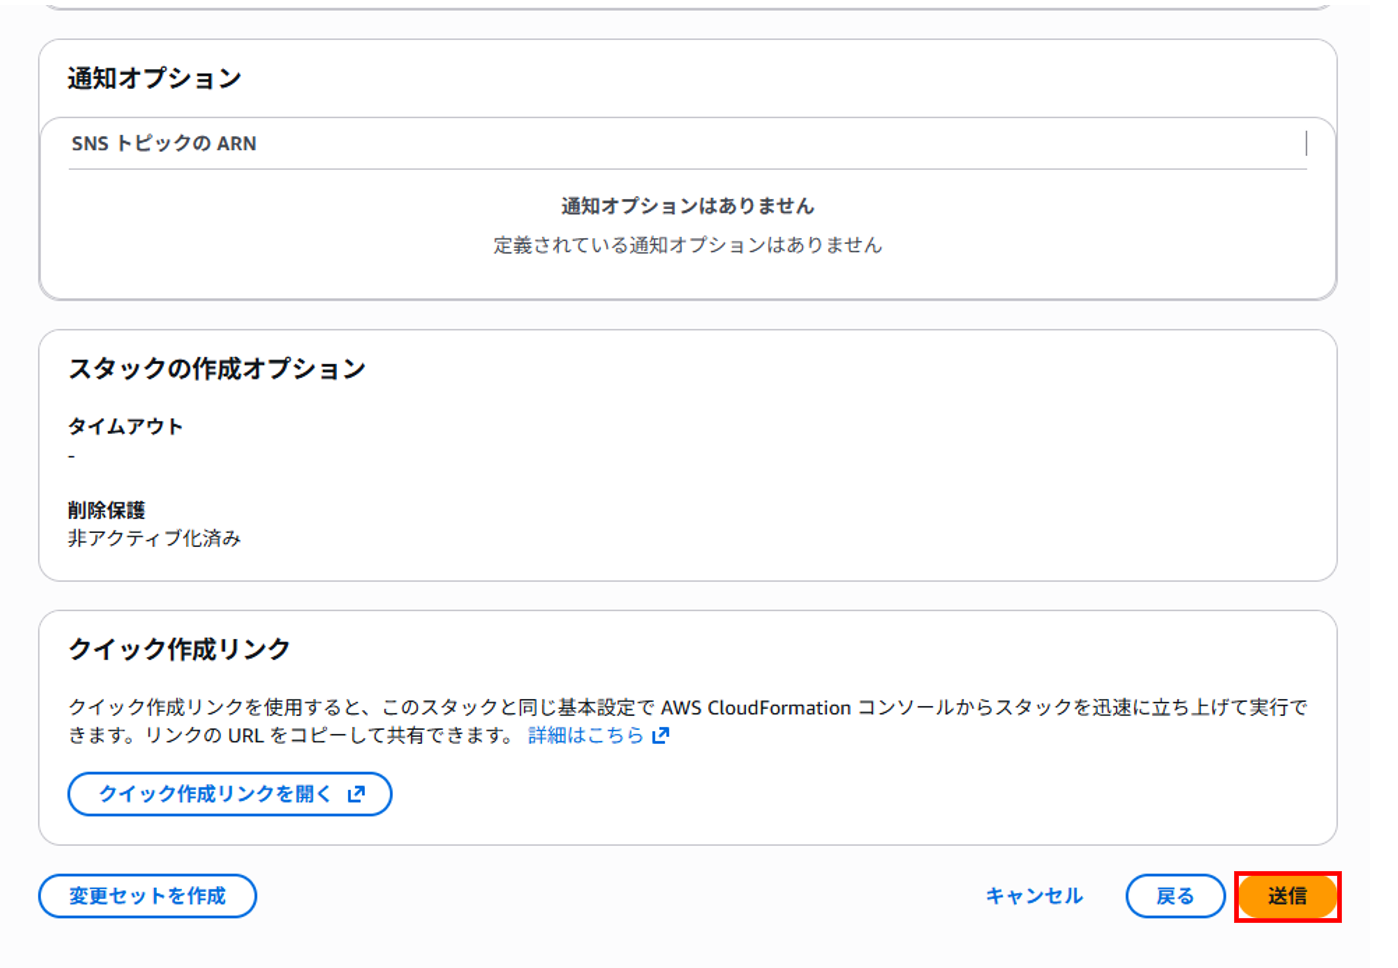 通知オプション
SNS トピックの ARN
通知オプションはありません
定義されている通知オプションはありません
スタックの作成オプション
タイムアウト
-
削除保護
非アクティブ化済み
クイック作成リンク
クイック作成リンクを使用すると、このスタックと同じ基本設定で AWS CloudFormation コンソールからスタックを迅速に立ち上げて実行で
きます。リンクの URL をコピーして共有できます。 詳細はこちら
クイック作成リンクを開く
変更セットを作成
キャンセル
戻る
送信